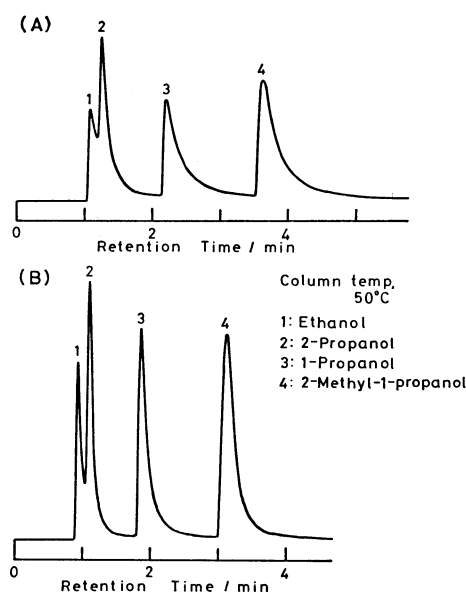 (A)
1
2
3
4
0 2 4
Retention Time / min
(B)
1
2
3
4
Column temp,
50°C
1: Ethanol
2: 2-Propanol
3: 1-Propanol
4: 2-Methyl-1-propanol
0 2 4
Retention Time / min